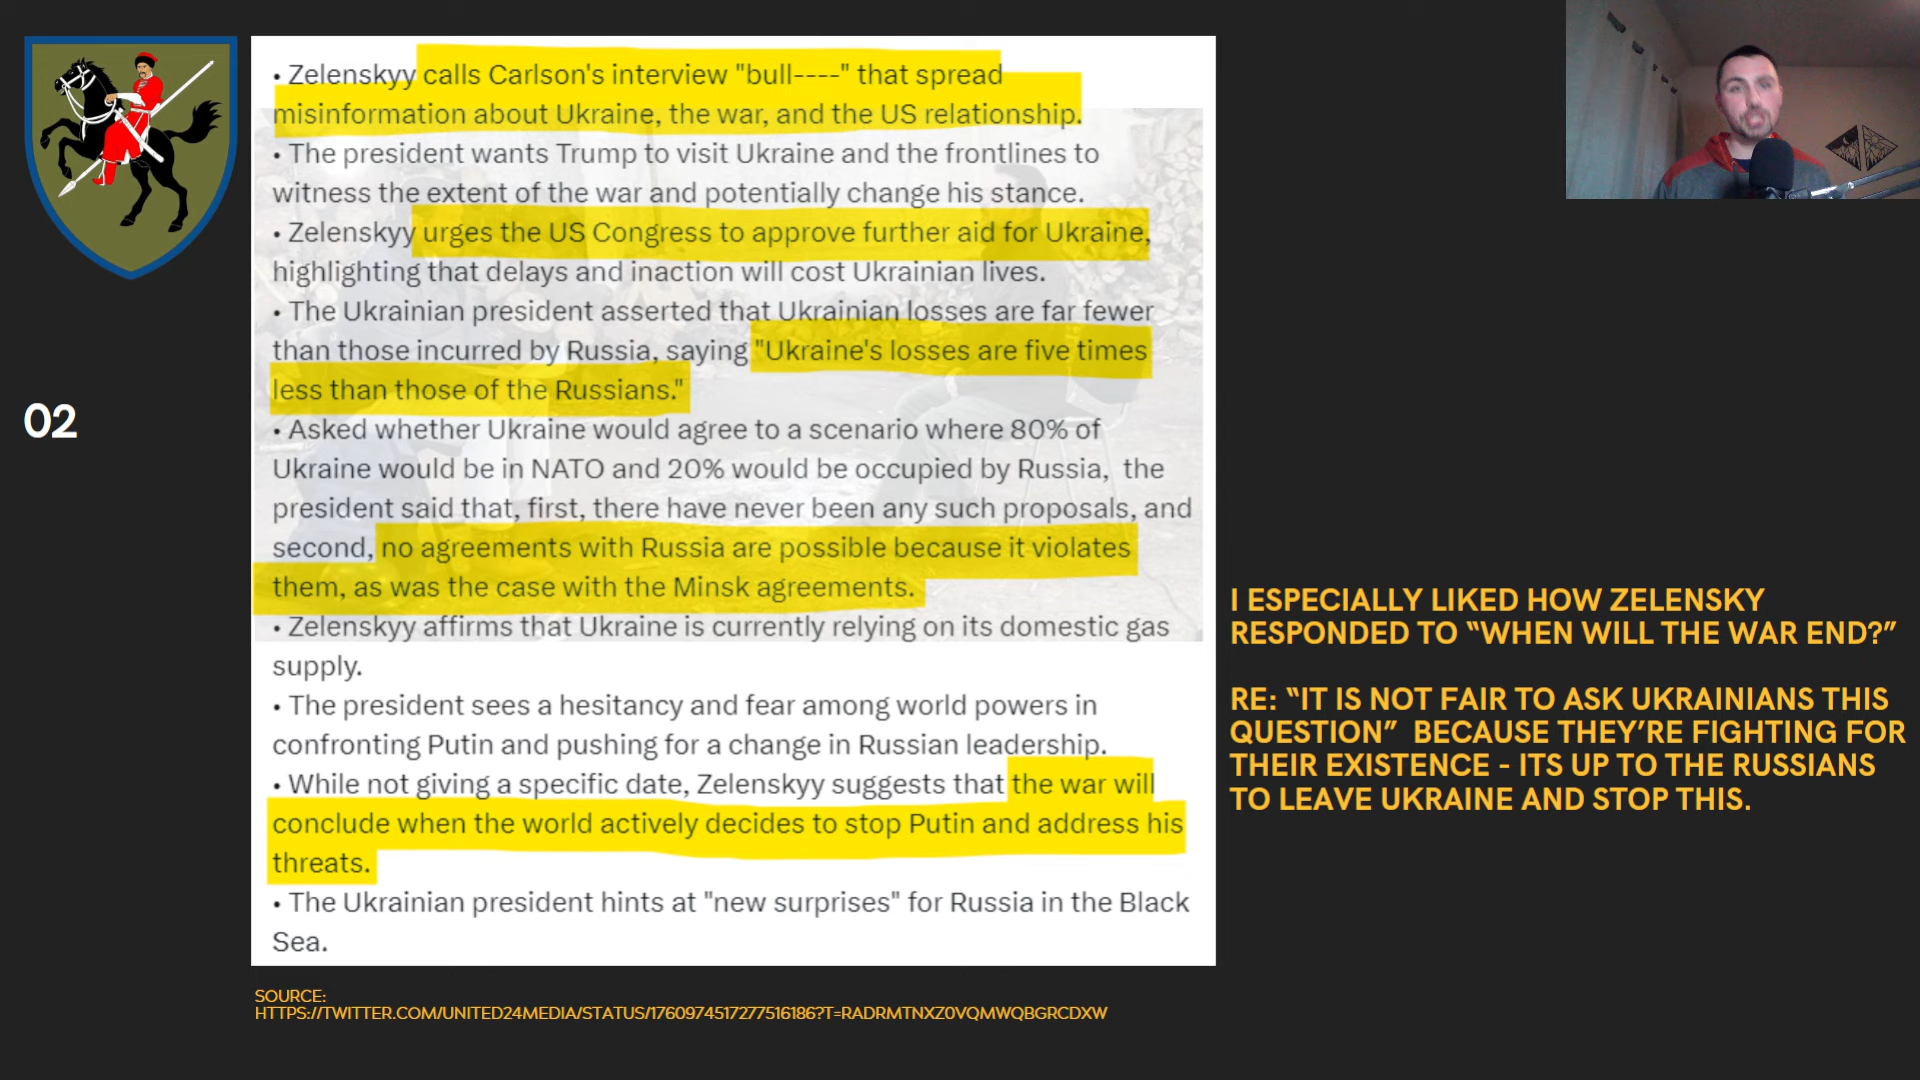 • Zelenskyy calls Carlson's interview "bull----" that spread
misinformation about Ukraine, the war, and the US relationship.
• The president wants Trump to visit Ukraine and the frontlines to
witness the extent of the war and potentially change his stance.
• Zelenskyy urges the US Congress to approve further aid for Ukraine,
highlighting that delays and inaction will cost Ukrainian lives.
• The Ukrainian president asserted that Ukrainian losses are far fewer
than those incurred by Russia, saying "Ukraine's losses are five times
less than those of the Russians."
02
• Asked whether Ukraine would agree to a scenario where 80% of
Ukraine would be in NATO and 20% would be occupied by Russia, the
president said that, first, there have never been any such proposals, and
second, no agreements with Russia are possible because it violates
them, as was the case with the Minsk agreements.
• Zelenskyy affirms that Ukraine is currently relying on its domestic gas
supply.
• The president sees a hesitancy and fear among world powers in
confronting Putin and pushing for a change in Russian leadership.
• While not giving a specific date, Zelenskyy suggests that the war will
conclude when the world actively decides to stop Putin and address his
threats.
• The Ukrainian president hints at "new surprises" for Russia in the Black
Sea.
I ESPECIALLY LIKED HOW ZELENSKY
RESPONDED TO “WHEN WILL THE WAR END?”
RE: “IT IS NOT FAIR TO ASK UKRAINIANS THIS
QUESTION” BECAUSE THEY’RE FIGHTING FOR
THEIR EXISTENCE - ITS UP TO THE RUSSIANS
TO LEAVE UKRAINE AND STOP THIS.
SOURCE:
HTTPS://TWITTER.COM/UNITED24MEDIA/STATUS/1760974517277516186?T=RADRMTNXZ0VQMWQBGRCDXW